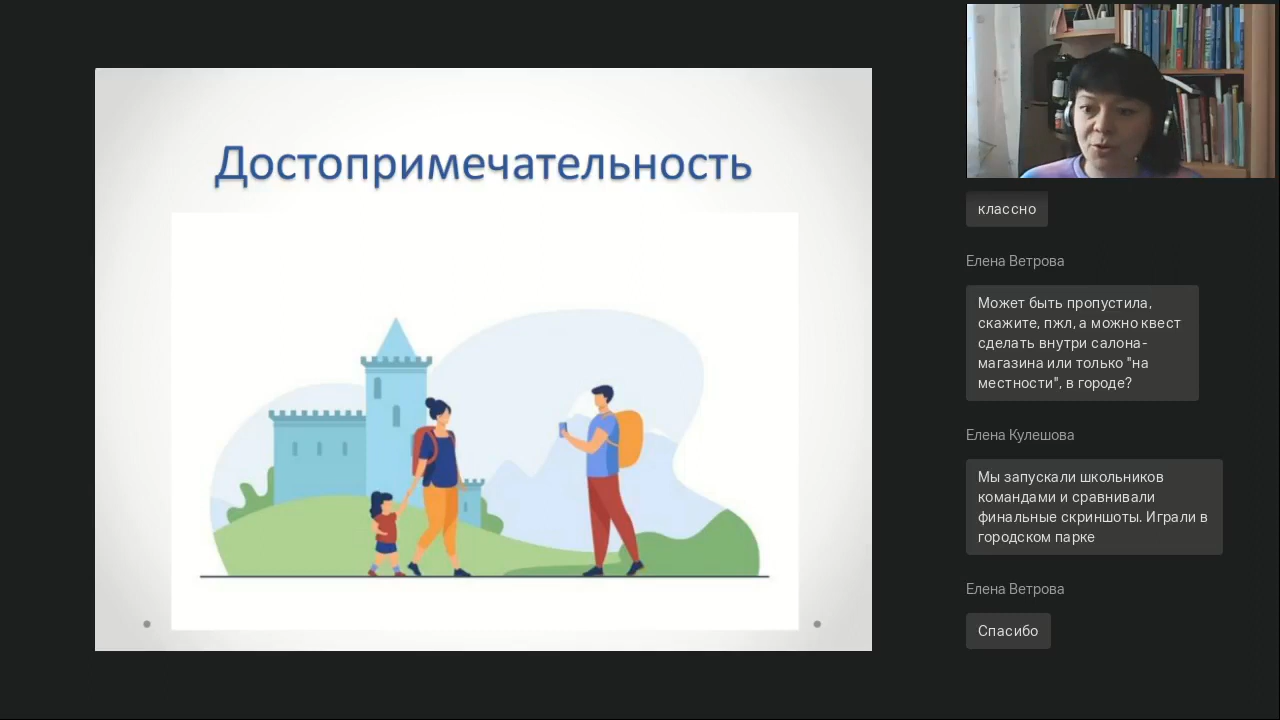 Достопримечательность
классно
Елена Ветрова
Может быть пропустила,
скажите, пжл, а можно квест
сделать внутри салона-
магазина или только "на
местности", в городе?
Елена Кулешова
Мы запускали школьников
командами и сравнивали
финальные скриншоты. Играли в
городском парке
Елена Ветрова
Спасибо